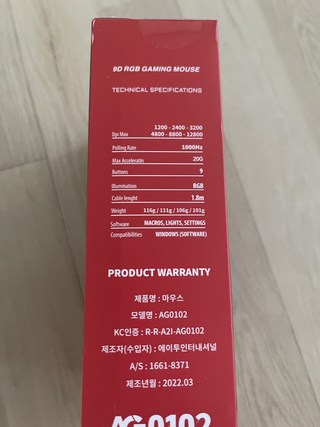 9D RGB GAMING MOUSE
TECHNICAL SPECIFICATIONS
1200 - 2400 - 3200
Dpi Max 4800 - 8800 - 12800
Polling Rate 1000Hz
Max Acceleratin 20G
Buttons 9
Illumination RGB
Cable lenght 1.8m
Weight 116g / 111g / 106g / 101g
Software MACROS, LIGHTS, SETTINGS
Compatibilities WINDOWS (SOFTWARE)
PRODUCT WARRANTY
제품명 : 마우스
모델명 : AG0102
KC인증 : R-R-A2I-AG0102
제조자(수입자) : 에이투인터내셔널
A/S : 1661-8371
제조년월 : 2022.03
AG0102